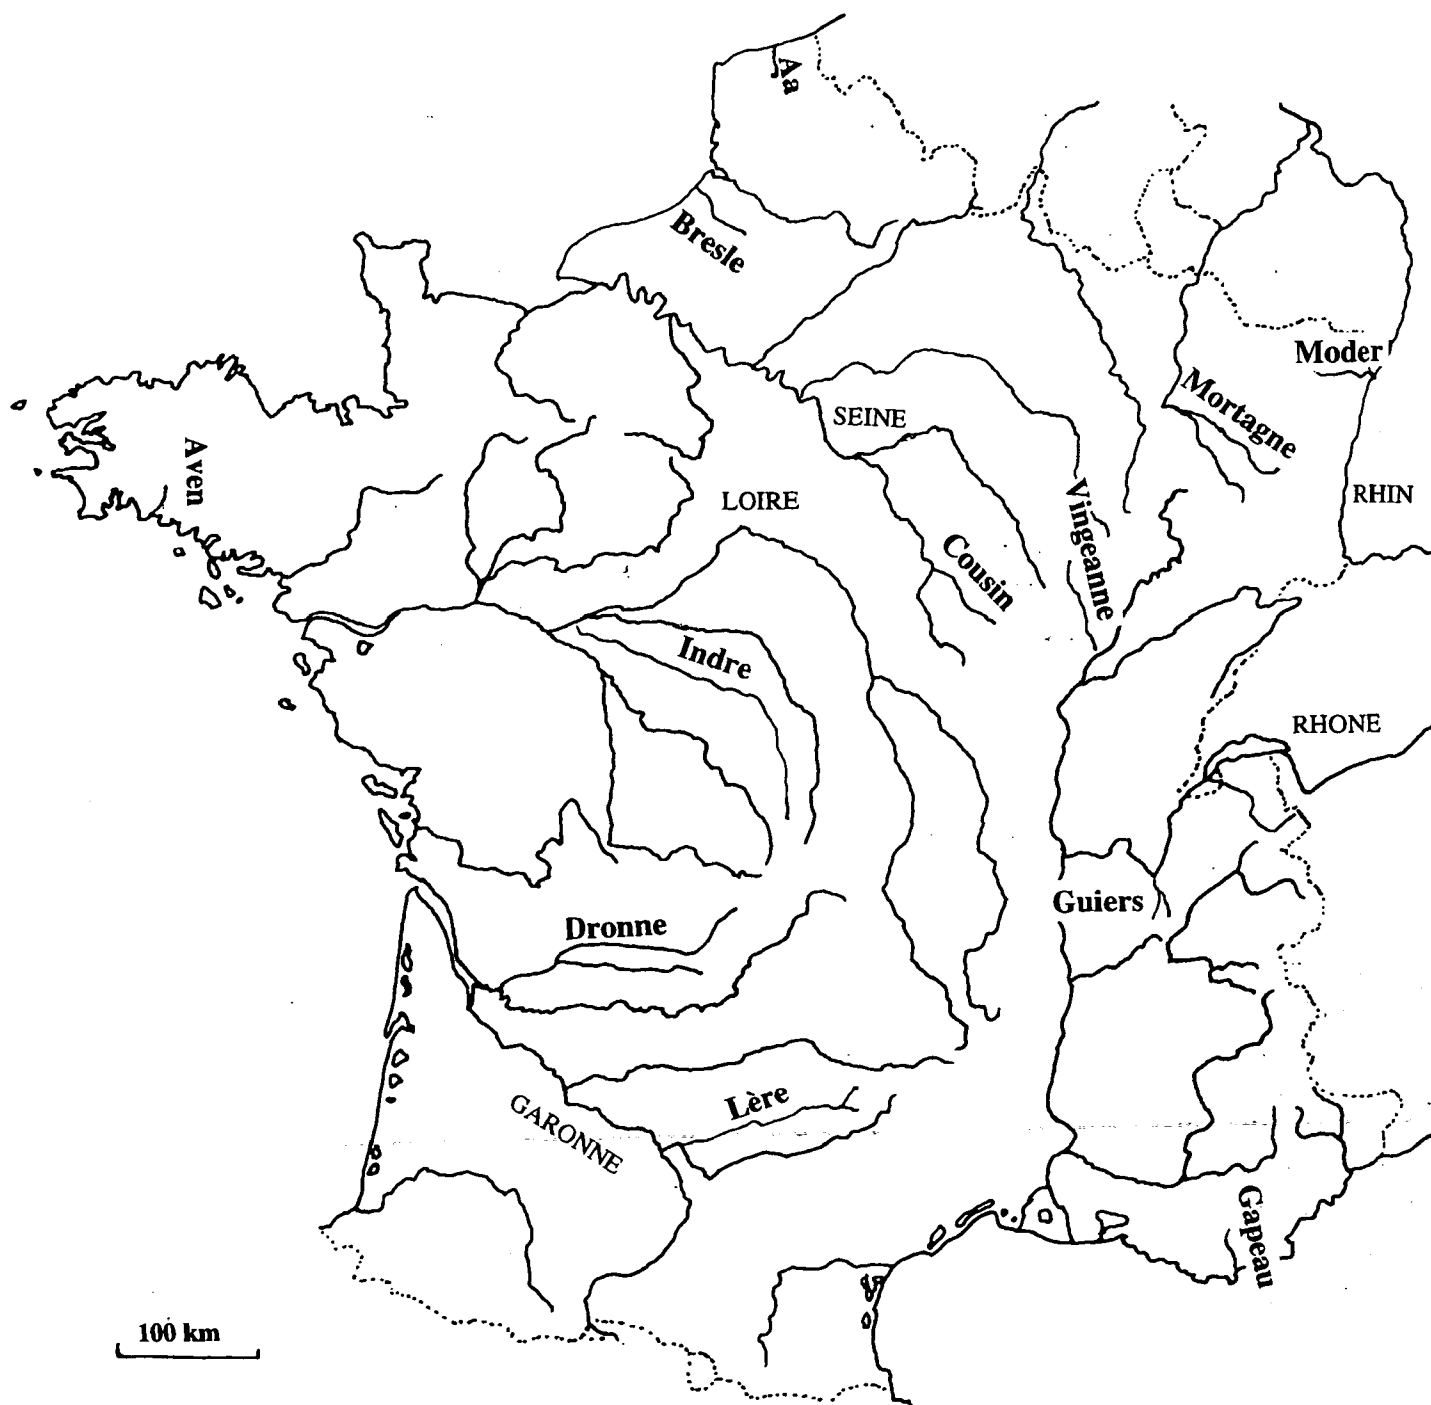 Aa
Bresle
Moder
Mortagne
SEINE
Aven
LOIRE
RHIN
Vingeanne
Cousin
Indre
RHONE
Guiers
Dronne
Lère
GARONNE
Gapeau
100 km